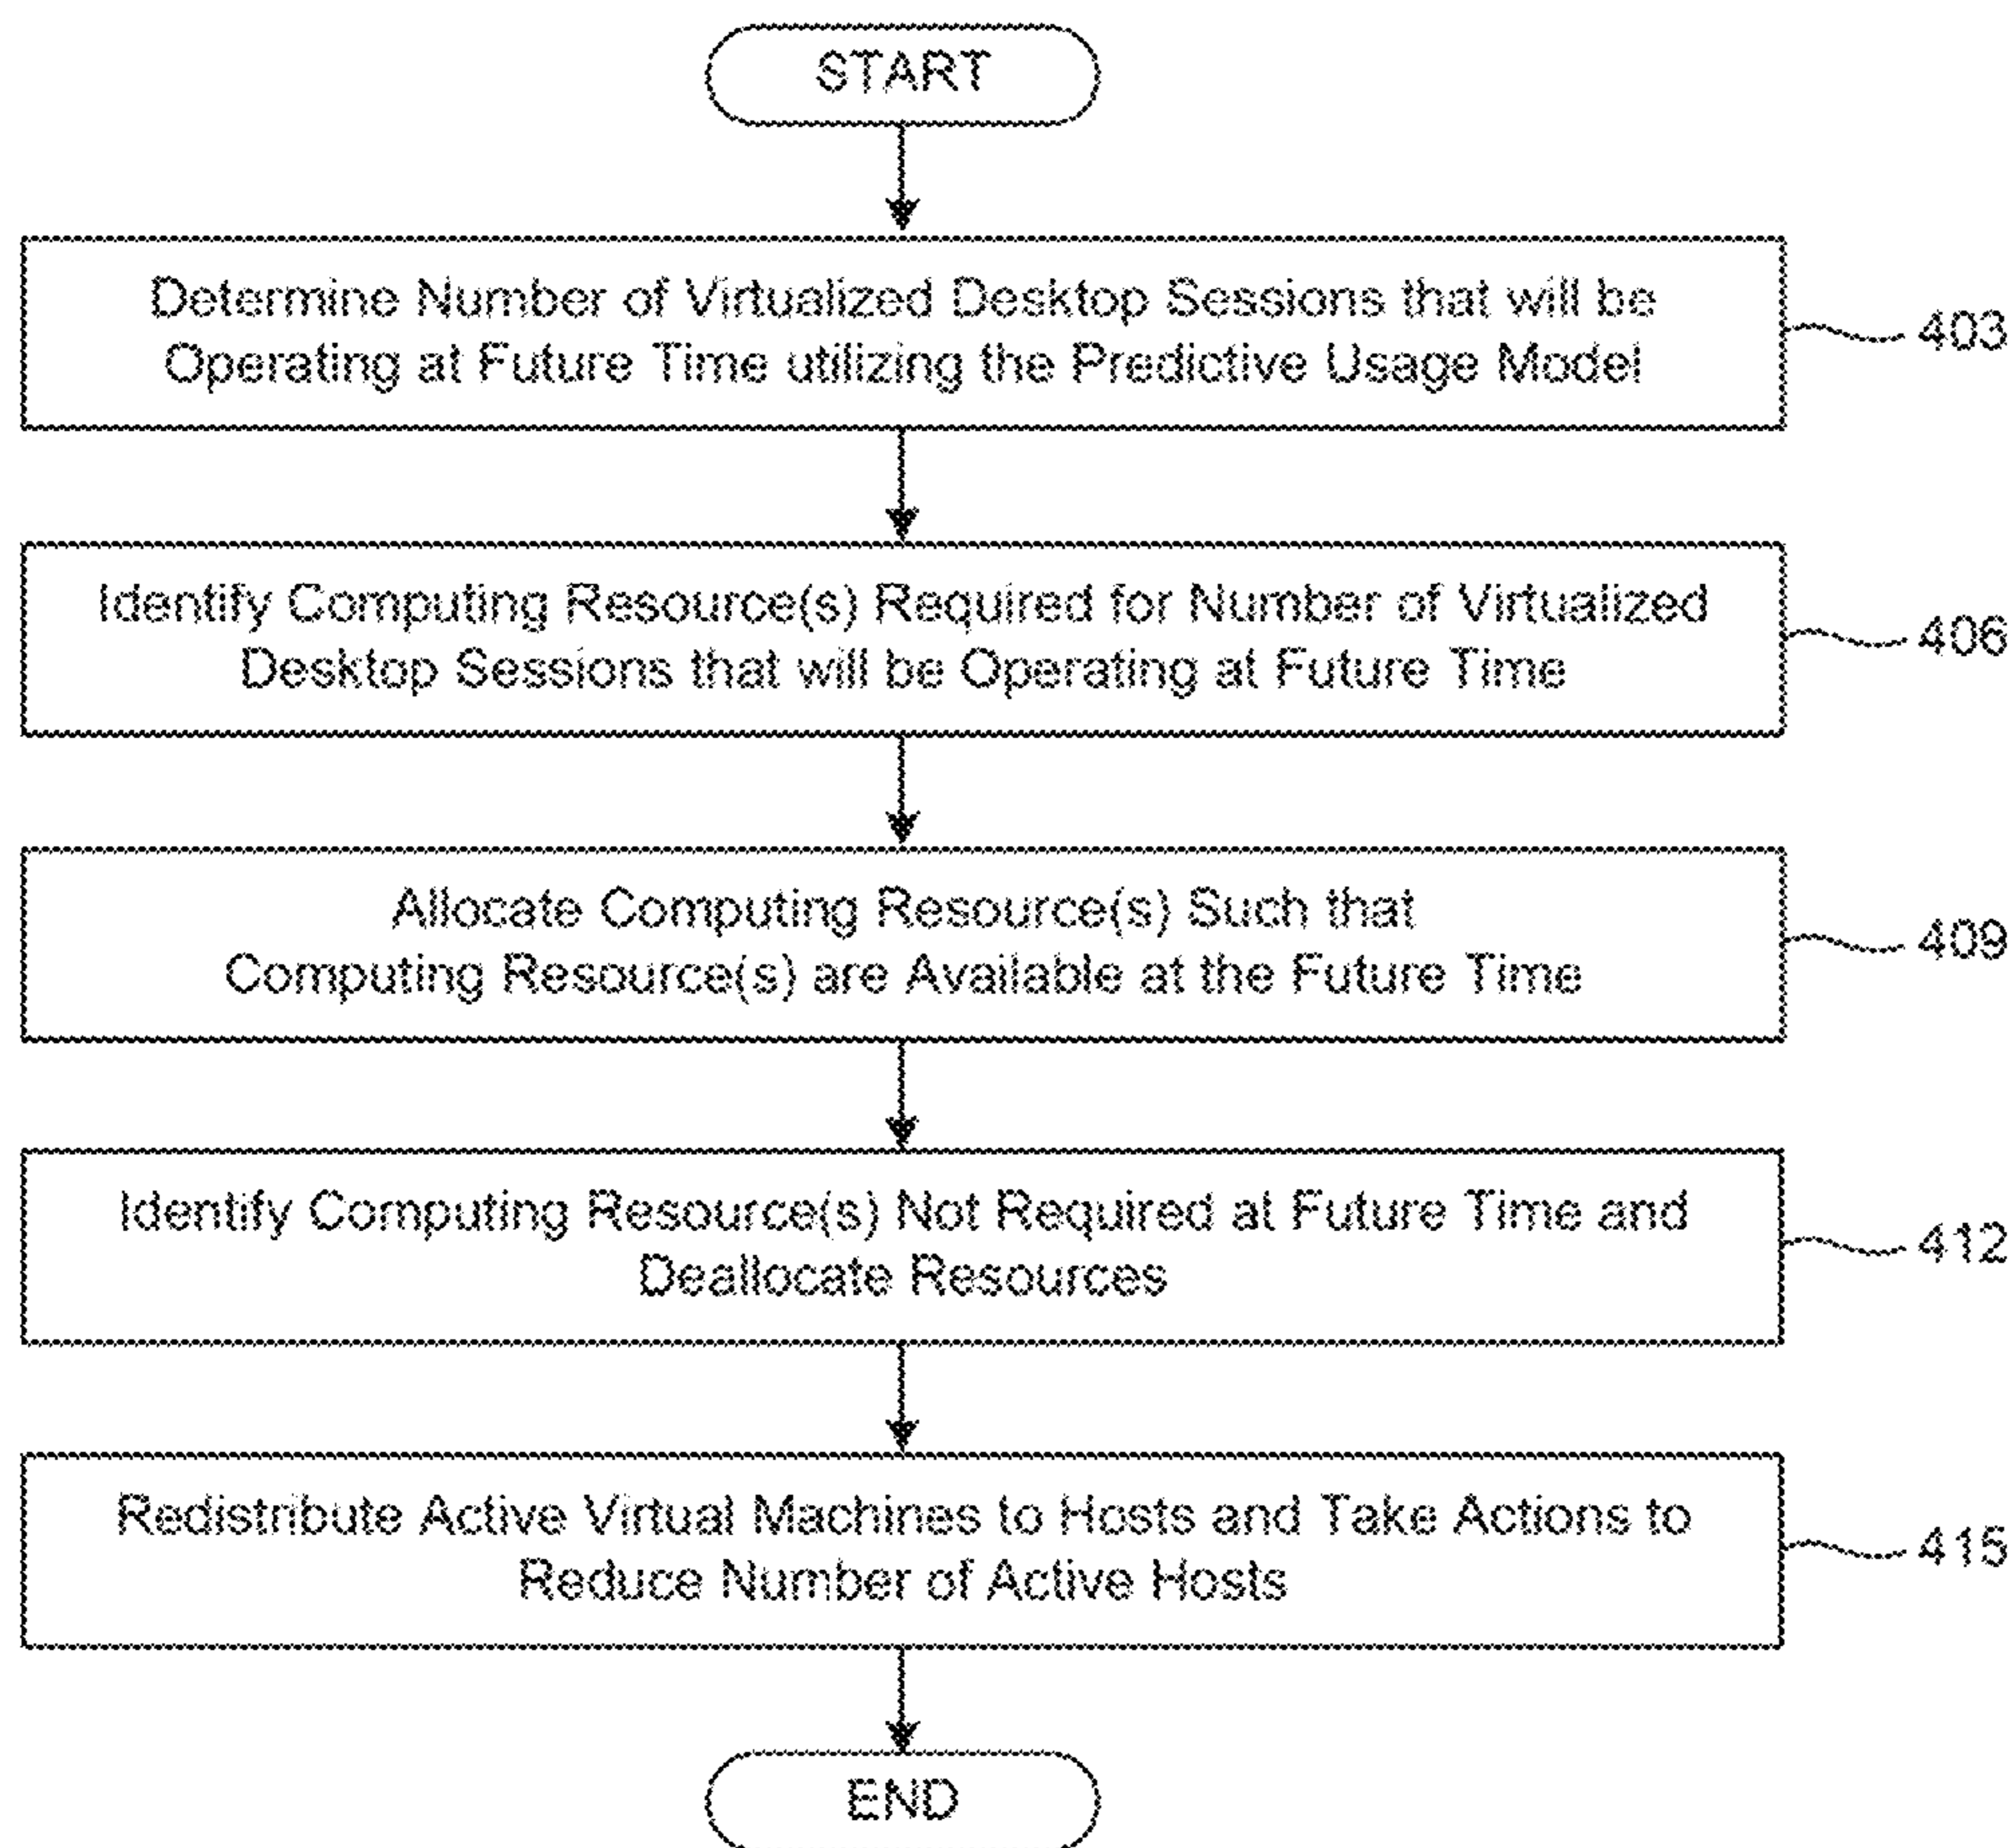 START
Determine Number of Virtualized Desktop Sessions that will be
Operating at Future Time utilizing the Predictive Usage Model
403
Identify Computing Resource(s) Required for Number of Virtualized
Desktop Sessions that will be Operating at Future Time
406
Allocate Computing Resource(s) Such that
Computing Resource(s) are Available at the Future Time
409
Identify Computing Resource(s) Not Required at Future Time and
Deallocate Resources
412
Redistribute Active Virtual Machines to Hosts and Take Actions to
Reduce Number of Active Hosts
415
END